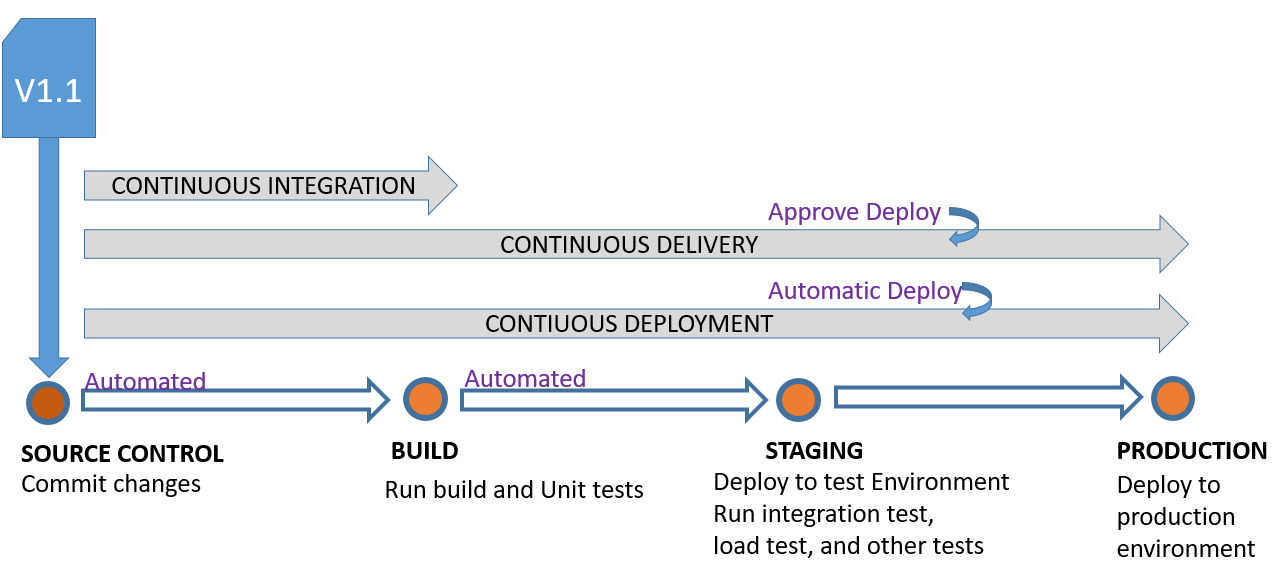 V1.1
CONTINUOUS INTEGRATION
Approve Deploy
CONTINUOUS DELIVERY
Automatic Deploy
CONTIUOUS DEPLOYMENT
Automated
Automated
SOURCE CONTROL
Commit changes
BUILD
Run build and Unit tests
STAGING
Deploy to test Environment
Run integration test,
load test, and other tests
PRODUCTION
Deploy to
production
environment